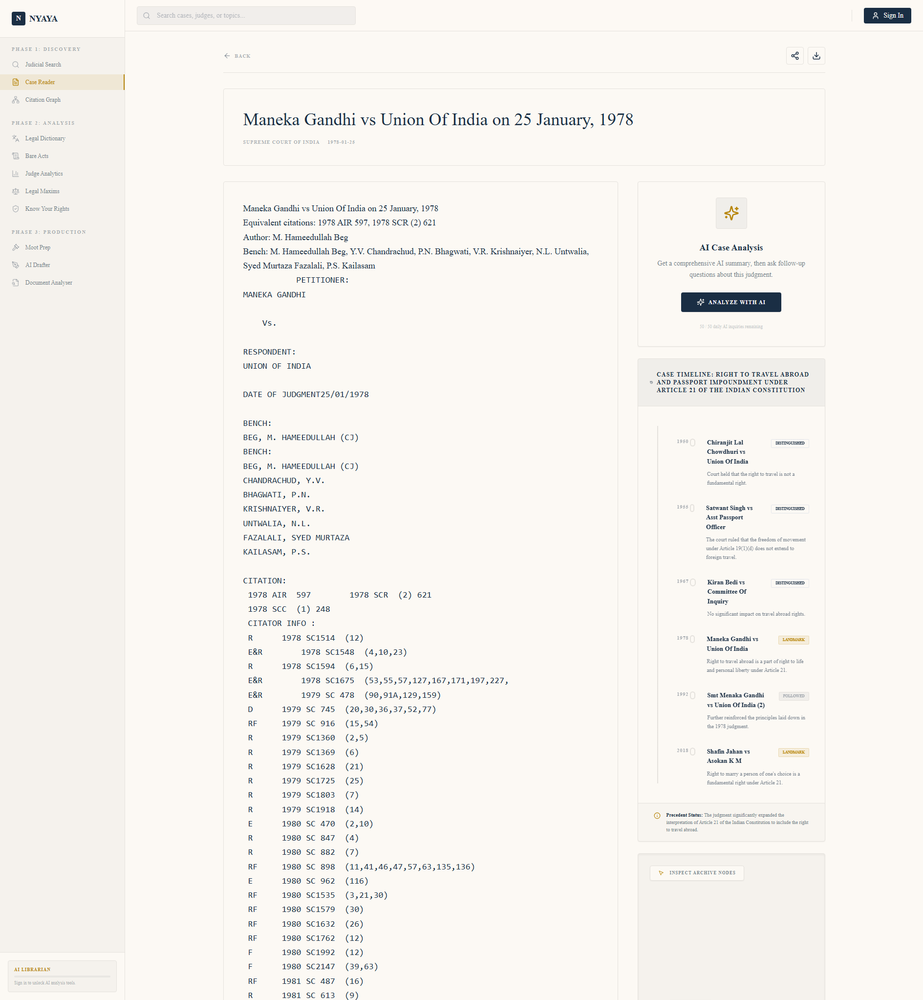 N NYAYA
PHASE 1: DISCOVERY
Judicial Search
Case Reader
Citation Graph
PHASE 2: ANALYSIS
Legal Dictionary
Bare Acts
Judge Analytics
Legal Maxims
Know Your Rights
PHASE 3: PRODUCTION
Moot Prep
AI Drafter
Document Analyser
AI LIBRARIAN
Sign in to unlock AI analysis tools.
Search cases, judges, or topics...
Sign In
BACK
Maneka Gandhi vs Union Of India on 25 January, 1978
SUPREME COURT OF INDIA 1978-01-25
Maneka Gandhi vs Union Of India on 25 January, 1978
Equivalent citations: 1978 AIR 597, 1978 SCR (2) 621
Author: M. Hameedullah Beg
Bench: M. Hameedullah Beg, Y.V. Chandrachud, P.N. Bhagwati, V.R. Krishnaiyer, N.L. Untwalia,
Syed Murtaza Fazalali, P.S. Kailasam
PETITIONER:
MANEKA GANDHI
Vs.
RESPONDENT:
UNION OF INDIA
DATE OF JUDGMENT25/01/1978
BENCH:
BEG, M. HAMEEDULLAH (CJ)
BENCH:
BEG, M. HAMEEDULLAH (CJ)
CHANDRACHUD, Y.V.
BHAGWATI, P.N.
KRISHNAIYER, V.R.
UNTWALIA, N.L.
FAZALALI, SYED MURTAZA
KAILASAM, P.S.
CITATION:
1978 AIR 597 1978 SCR (2) 621
1978 SCC (1) 248
CITATOR INFO :
R 1978 SC1514 (12)
E&R 1978 SC1548 (4,10,23)
R 1978 SC1594 (6,15)
E&R 1978 SC1675 (53,55,57,127,167,171,197,227,
E&R 1979 SC 478 (90,91A,129,159)
D 1979 SC 745 (20,30,36,37,52,77)
RF 1979 SC 916 (15,54)
R 1979 SC1360 (2,5)
R 1979 SC1369 (6)
R 1979 SC1628 (21)
R 1979 SC1725 (25)
R 1979 SC1803 (7)
R 1979 SC1918 (14)
E 1980 SC 470 (2,10)
R 1980 SC 847 (4)
R 1980 SC 882 (7)
RF 1980 SC 898 (11,41,46,47,57,63,135,136)
E 1980 SC 962 (116)
RF 1980 SC1535 (3,21,30)
RF 1980 SC1579 (30)
RF 1980 SC1632 (26)
RF 1980 SC1762 (12)
F 1980 SC1992 (12)
F 1980 SC2147 (39,63)
RF 1981 SC 487 (16)
R 1981 SC 613 (9)
AI Case Analysis
Get a comprehensive AI summary, then ask follow-up
questions about this judgment.
ANALYZE WITH AI
50 / 50 daily AI inquiries remaining
CASE TIMELINE: RIGHT TO TRAVEL ABROAD
AND PASSPORT IMPOUNDMENT UNDER
ARTICLE 21 OF THE INDIAN CONSTITUTION
1950 Chiranjit Lal DISTINGUISHED
Chowdhuri vs
Union Of India
Court held that the right to travel is not a
fundamental right.
1955 Satwant Singh vs DISTINGUISHED
Asst Passport
Officer
The court ruled that the freedom of movement
under Article 19(1)(d) does not extend to
foreign travel.
1967 Kiran Bedi vs DISTINGUISHED
Committee Of
Inquiry
No significant impact on travel abroad rights.
1978 Maneka Gandhi vs LANDMARK
Union Of India
Right to travel abroad is a part of right to life
and personal liberty under Article 21.
1992 Smt Menaka Gandhi FOLLOWED
vs Union Of India (2)
Further reinforced the principles laid down in
the 1978 judgment.
2018 Shafin Jahan vs LANDMARK
Asokan K M
Right to marry a person of one's choice is a
fundamental right under Article 21.
Precedent Status: The judgment significantly expanded the
interpretation of Article 21 of the Indian Constitution to include the right
to travel abroad.
INSPECT ARCHIVE NODES